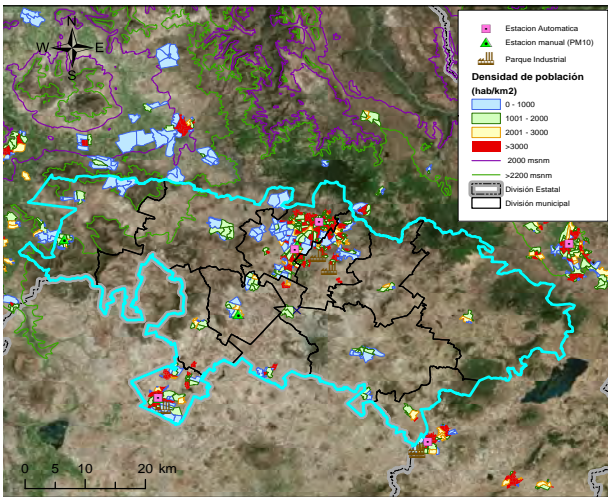 N
W E
S
Estacion Automatica
Estacion manual (PM10)
Parque Industrial
Densidad de población
(hab/km2)
0 - 1000
1001 - 2000
2001 - 3000
>3000
2000 msnm
>2200 msnm
División Estatal
División municipal
0 5 10 20 km